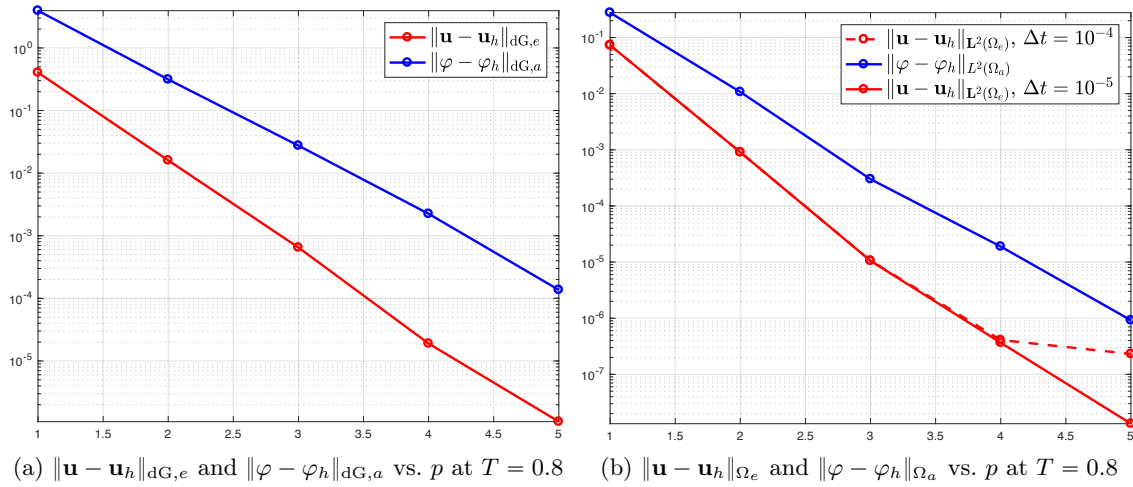 10^0
10^{-1}
10^{-2}
10^{-3}
10^{-4}
10^{-5}
1 1.5 2 2.5 3 3.5 4 4.5 5
‖u − u_h‖_{dG,e}
‖φ − φ_h‖_{dG,a}
(a) ‖u − u_h‖_{dG,e} and ‖φ − φ_h‖_{dG,a} vs. p at T = 0.8
10^{-1}
10^{-2}
10^{-3}
10^{-4}
10^{-5}
10^{-6}
10^{-7}
1 1.5 2 2.5 3 3.5 4 4.5 5
‖u − u_h‖_{L²(Ω_e)}, Δt = 10^{-4}
‖φ − φ_h‖_{L²(Ω_a)}
‖u − u_h‖_{L²(Ω_e)}, Δt = 10^{-5}
(b) ‖u − u_h‖_{Ω_e} and ‖φ − φ_h‖_{Ω_a} vs. p at T = 0.8